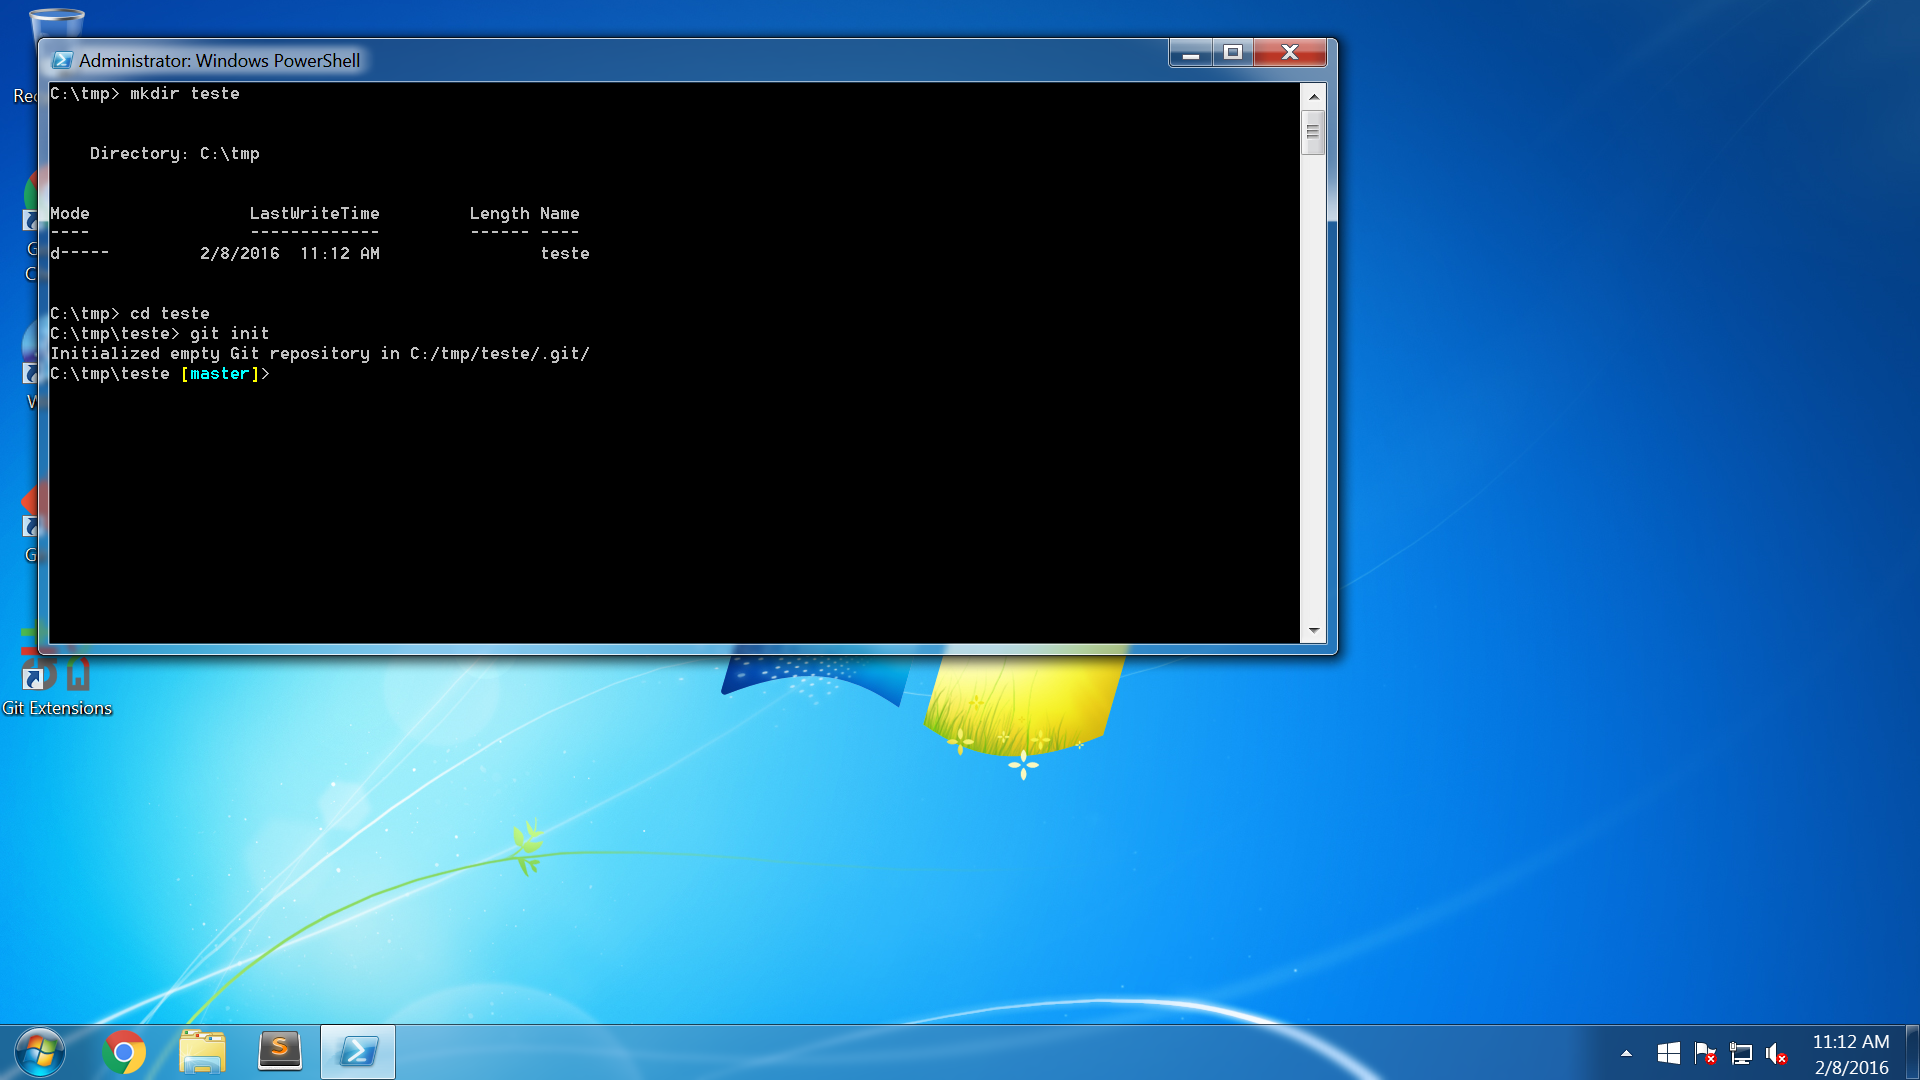 Administrator: Windows PowerShell
C:\tmp> mkdir teste
Directory: C:\tmp
Mode LastWriteTime Length Name
---- ------------- ------ ----
d----- 2/8/2016 11:12 AM teste
C:\tmp> cd teste
C:\tmp\teste> git init
Initialized empty Git repository in C:/tmp/teste/.git/
C:\tmp\teste [master]>
Git Extensions
11:12 AM
2/8/2016